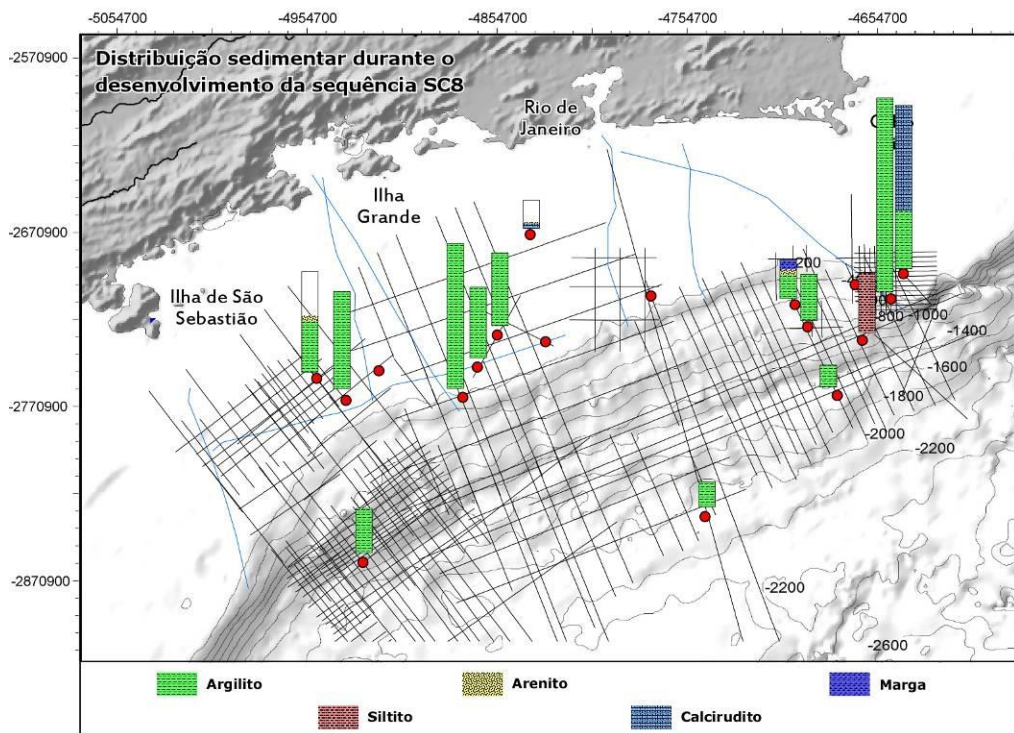 -5054700 -4954700 -4854700 -4754700 -4654700
-2570900
Distribuição sedimentar durante o
desenvolvimento da sequência SC8
Rio de
Janeiro
Ilha
Grande
-2670900
-200
Ilha de São
Sebastião
-800
-1000
-1400
-1600
-2770900
-1800
-2000
-2200
-2870900
-2200
-2600
Argilito
Arenito
Marga
Siltito
Calcirudito